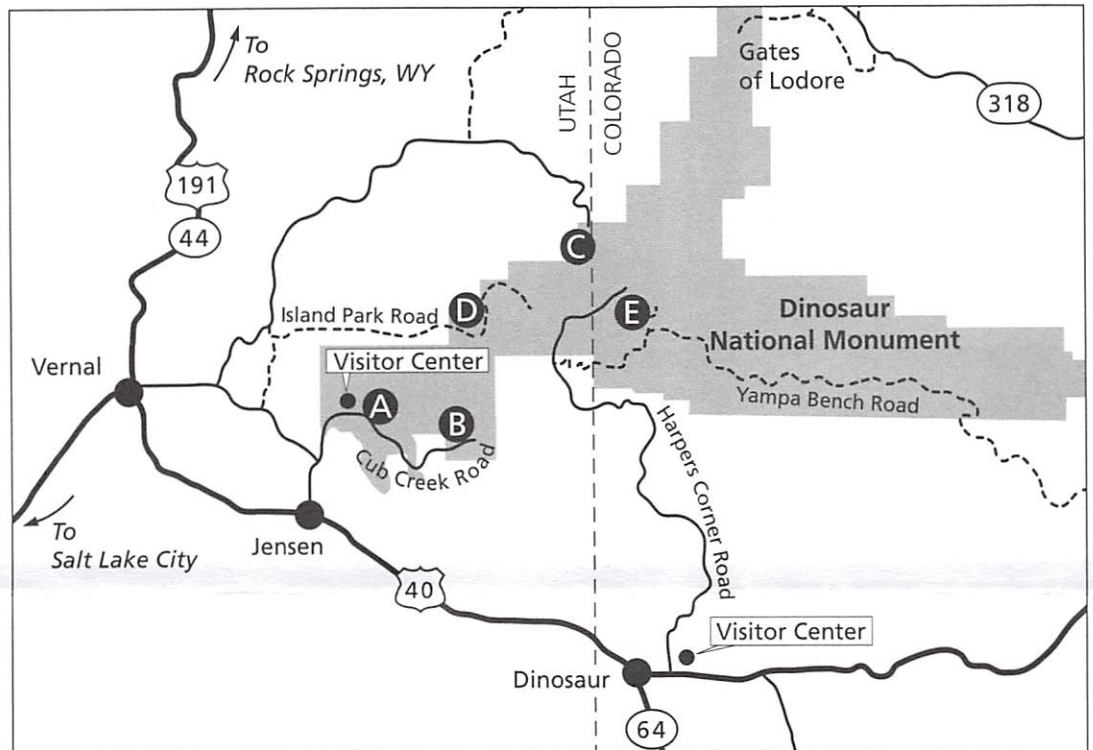 To
Rock Springs, WY
UTAH
COLORADO
Gates
of Lodore
318
191
44
C
Island Park Road
D
E
Dinosaur
National Monument
Vernal
Visitor Center
A
B
Yampa Bench Road
Cub Creek Road
Harpers Corner Road
To
Salt Lake City
Jensen
40
Visitor Center
Dinosaur
64